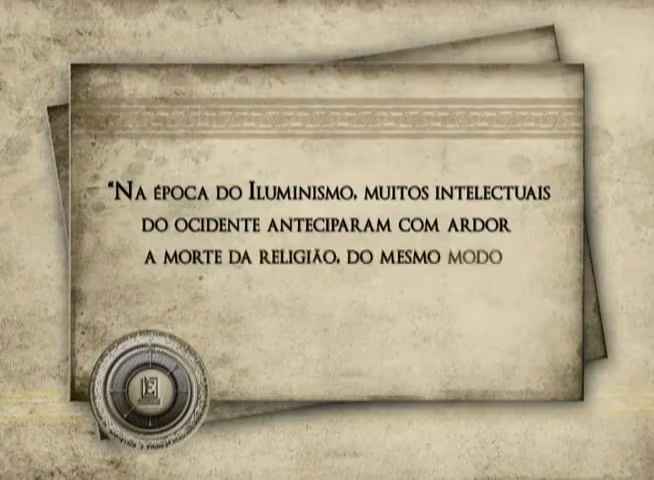 “Na época do Iluminismo, muitos intelectuais
do ocidente anteciparam com ardor
a morte da religião, do mesmo modo